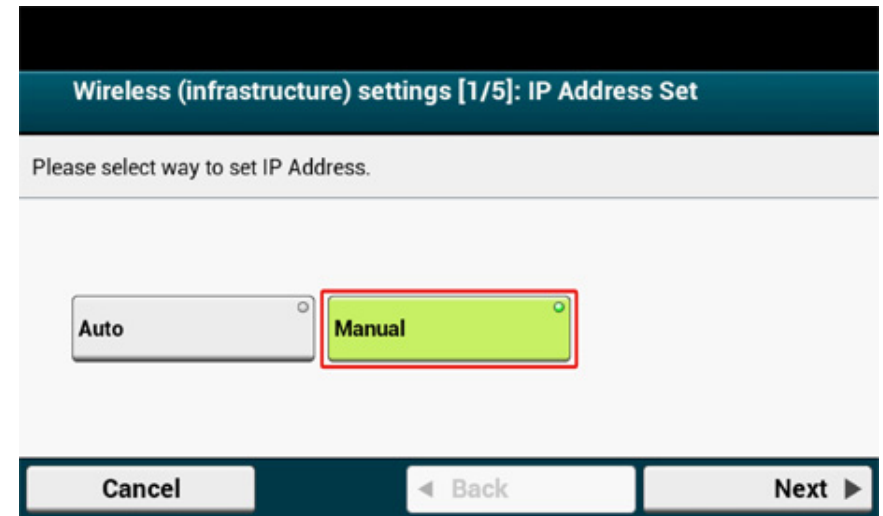 Wireless (infrastructure) settings [1/5]: IP Address Set
Please select way to set IP Address.
Auto
Manual
Cancel
Back
Next